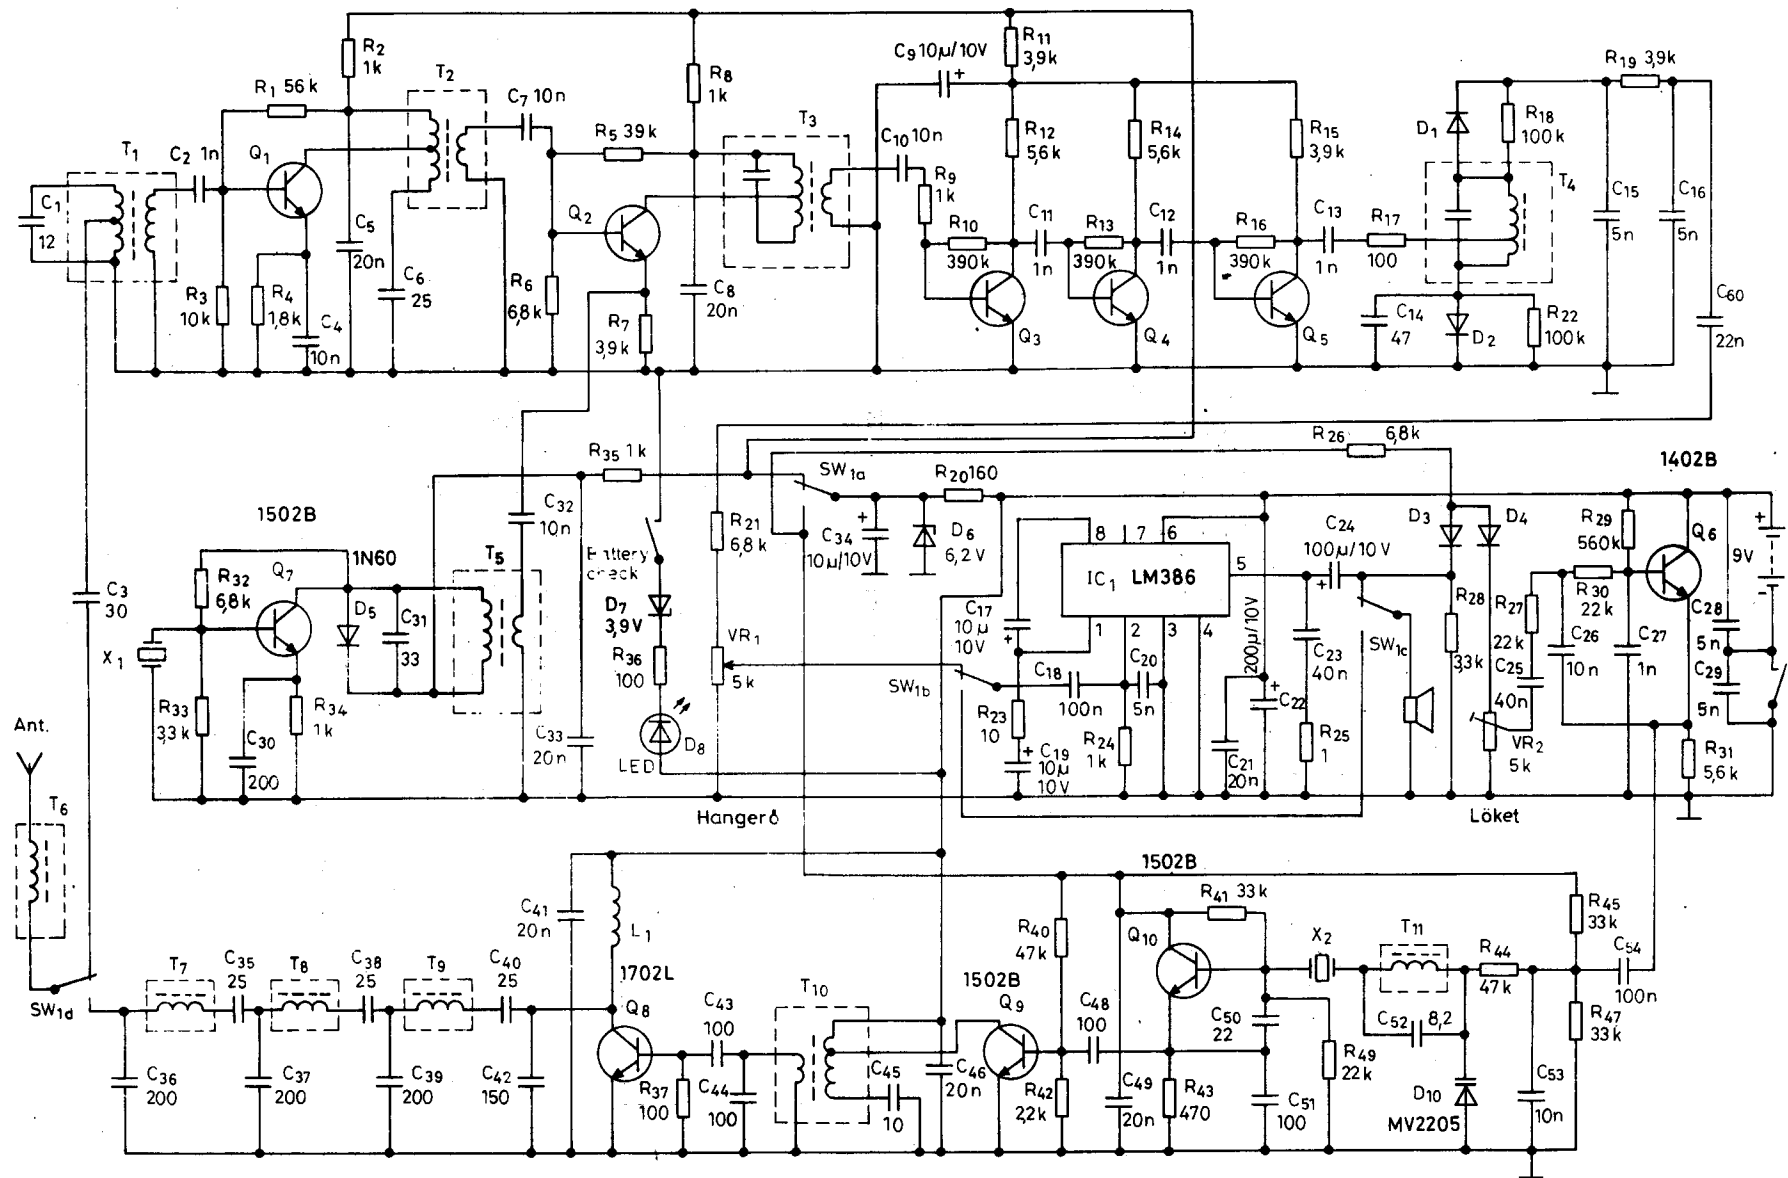 R2
1k
R1 56k
T2
C7 10n
R8
1k
C9 10µ/10V
R11
3,9k
R19 3,9k
T1
C2 1n
Q1
R5 39k
T3
C10 10n
R9
1k
R12
5,6k
R14
5,6k
R15
3,9k
D1
R18
100k
T4
C1
12
C5
20n
Q2
R10
390k
C11
1n
R13
390k
C12
1n
R16
390k
C13
1n
R17
100
C15
5n
C16
5n
R3
10k
R4
1,8k
C4
10n
C6
25
R6
6,8k
R7
3,9k
C8
20n
Q3
Q4
Q5
C14
47
D2
R22
100k
C60
22n
R26
6,8k
1402B
R35 1k
SW1a
R20 160
1502B
1N60
C32
10n
R21
6,8k
C34
10µ/10V
D6
6,2V
8
7
6
5
IC1 LM386
1
2
3
4
C24
100µ/10V
D3
D4
R29
560k
Q6
9V
Q7
R32
6,8k
D5
T5
C31
33
Battery
check
D7
3,9V
C3
30
X1
VR1
5k
C17
10µ
10V
200µ/10V
R28
3,3k
R27
22k
R30
22k
C28
5n
R36
100
SW1b
C18
100n
C20
5n
C23
40n
SW1c
C25
40n
C26
10n
C27
1n
C29
5n
R33
3,3k
R34
1k
C30
200
C33
20n
D8
LED
R23
10
C19
10µ
10V
R24
1k
C22
C21
20n
R25
1
VR2
5k
R31
5,6k
Ant.
T6
Hangerő
Löket
1502B
C41
20n
L1
R40
47k
R41 33k
Q10
R45
33k
SW1d
T7
C35
25
T8
C38
25
T9
C40
25
1702L
Q8
C43
100
T10
1502B
Q9
C48
100
X2
T11
R44
47k
C54
100n
C50
22
C52 8,2
R47
33k
C36
200
C37
200
C39
200
C42
150
R37
100
C44
100
C45
10
C46
20n
R42
2,2k
C49
20n
R43
470
C51
100
R49
22k
D10
MV2205
C53
10n